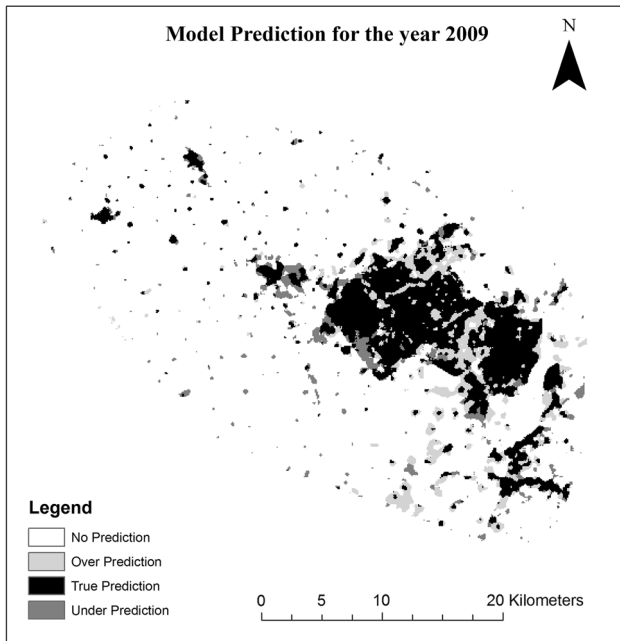 Model Prediction for the year 2009
N
Legend
No Prediction
Over Prediction
True Prediction
Under Prediction
0 5 10 20 Kilometers